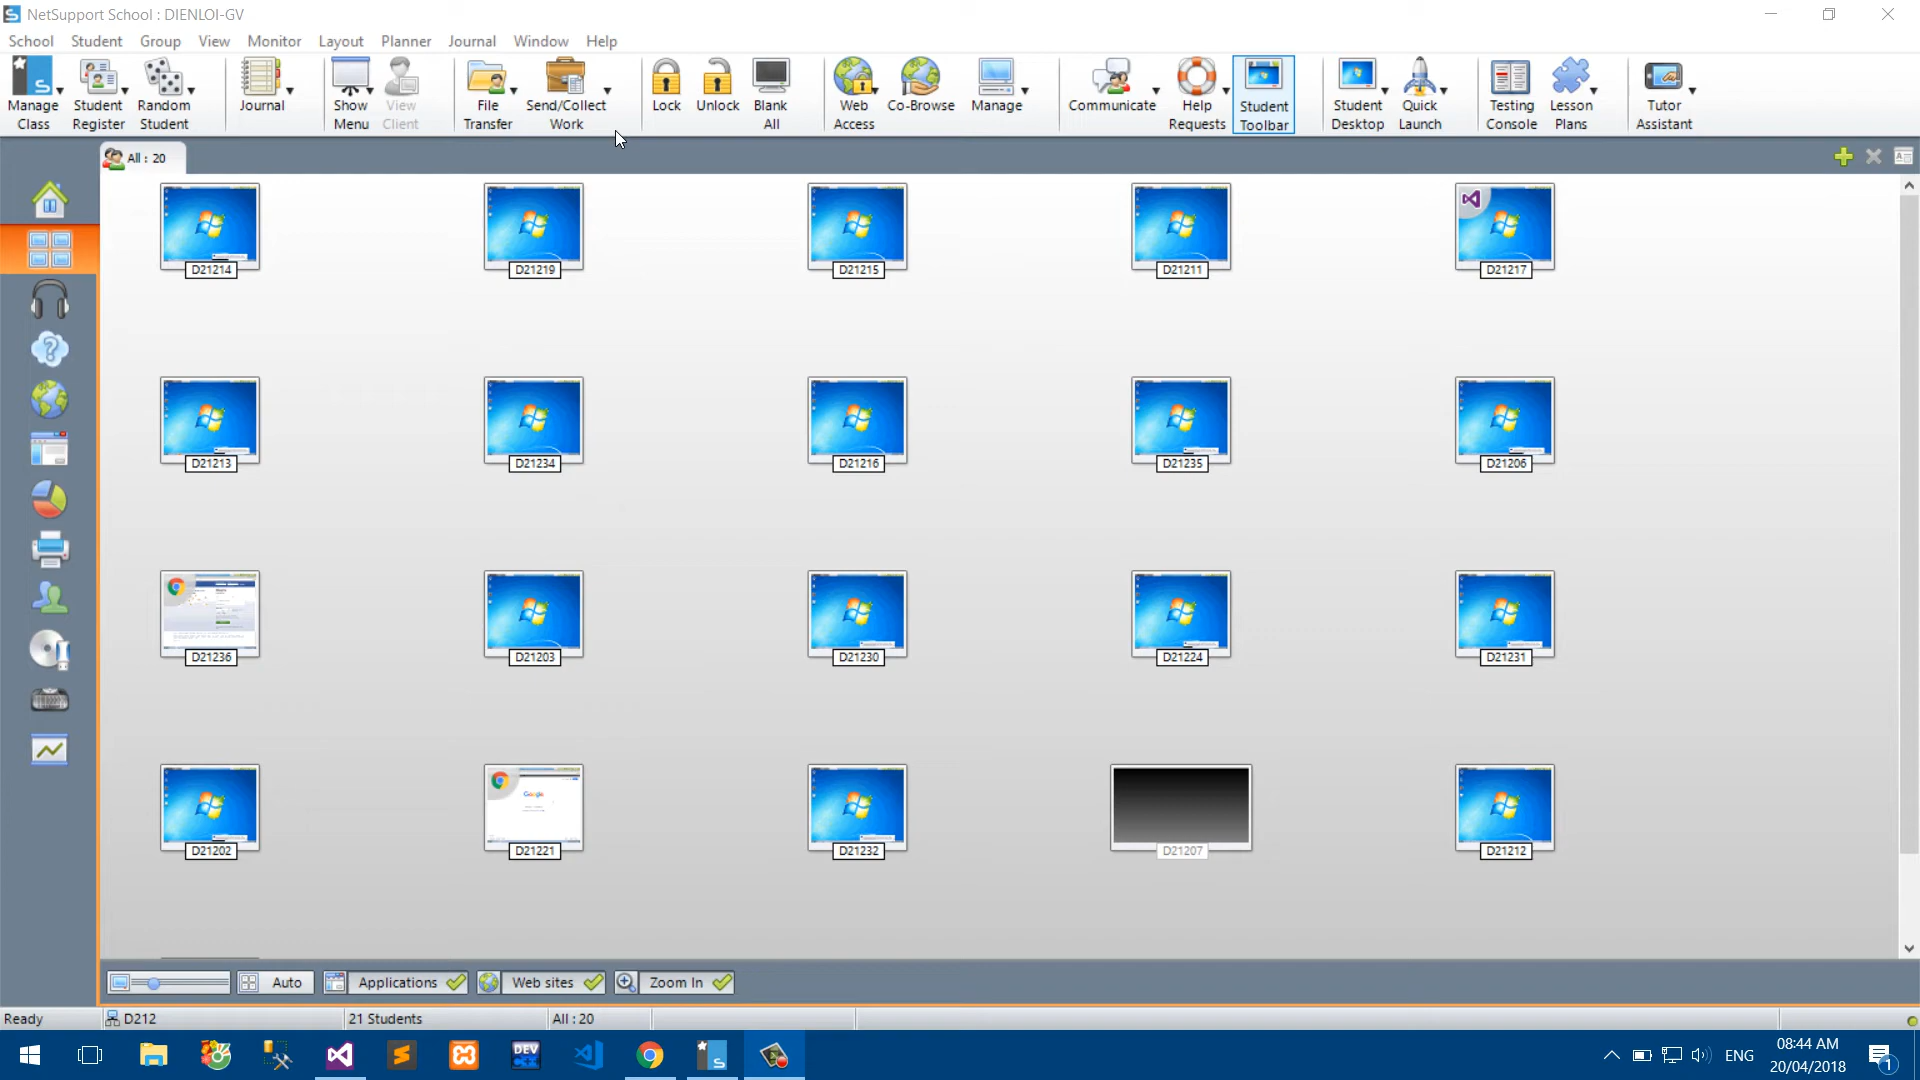 NetSupport School : DIENLOI-GV
School Student Group View Monitor Layout Planner Journal Window Help
Manage Class
Student Register
Random Student
Journal
Show Menu
View Client
File Transfer
Send/Collect Work
Lock
Unlock
Blank All
Web Access
Co-Browse
Manage
Communicate
Help Requests
Student Toolbar
Student Desktop
Quick Launch
Testing Console
Lesson Plans
Tutor Assistant
All : 20
D21214 D21219 D21215 D21211 D21217
D21213 D21234 D21216 D21235 D21206
D21236 D21203 D21230 D21224 D21231
Google
D21202 D21221 D21232 D21207 D21212
Auto Applications Web sites Zoom In
Ready D212 21 Students All : 20
DEV
ENG
08:44 AM
20/04/2018
1